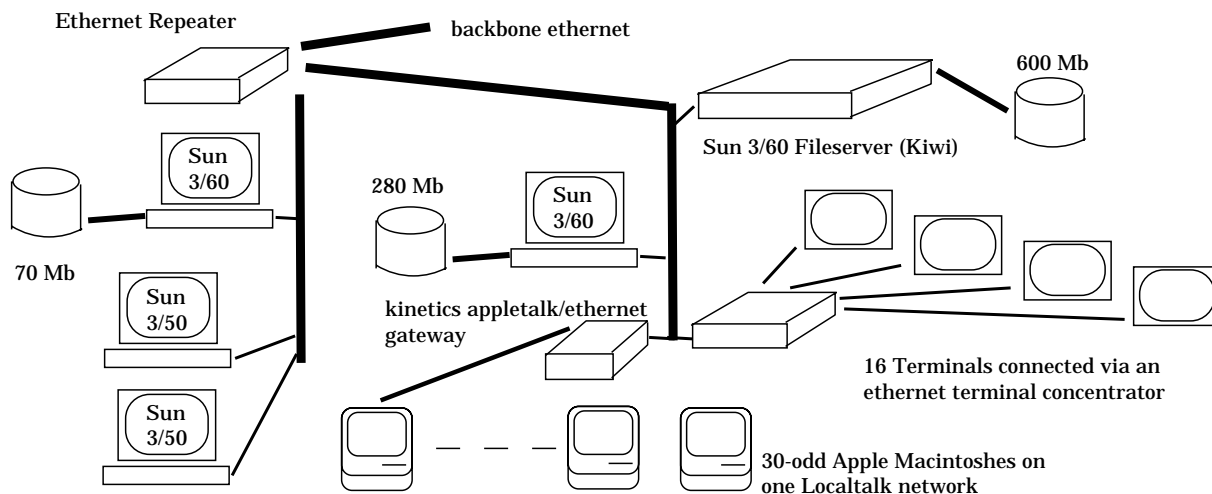 Ethernet Repeater
backbone ethernet
600 Mb
Sun 3/60 Fileserver (Kiwi)
Sun
3/60
70 Mb
280 Mb
Sun
3/60
Sun
3/50
kinetics appletalk/ethernet
gateway
16 Terminals connected via an
ethernet terminal concentrator
Sun
3/50
30-odd Apple Macintoshes on
one Localtalk network